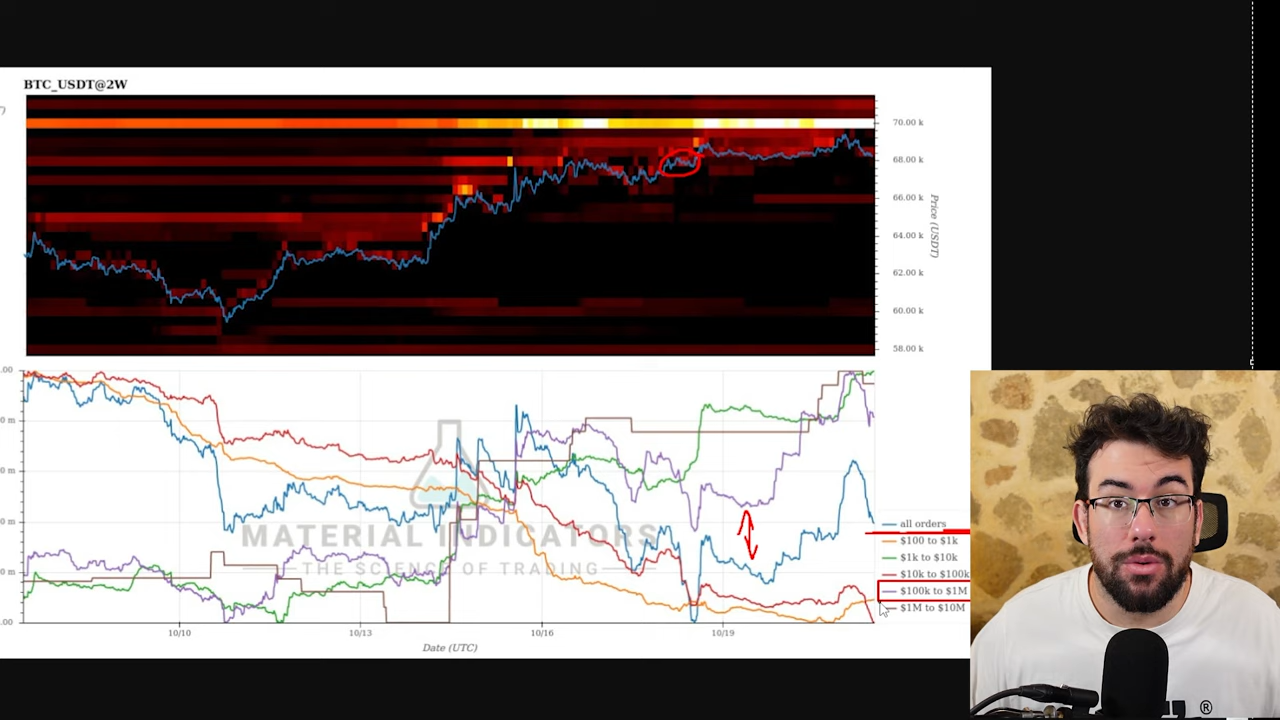 BTC_USDT@2W
T)
70.00 k
68.00 k
66.00 k
64.00 k
62.00 k
60.00 k
58.00 k
Price (USDT)
.00
m
m
m
m
.00
MATERIAL INDICATORS
THE SCIENCE OF TRADING
all orders
$100 to $1k
$1k to $10k
$10k to $100k
$100k to $1M
$1M to $10M
10/10
10/13
10/16
10/19
Date (UTC)
®